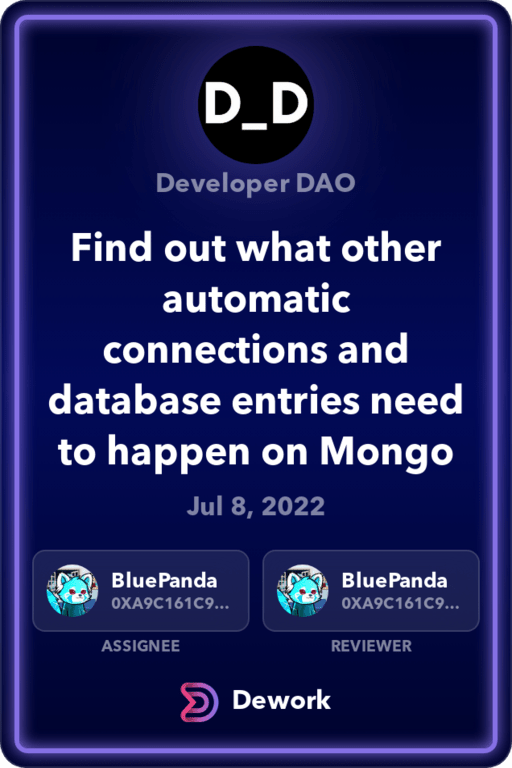 D_D
Developer DAO
Find out what other
automatic
connections and
database entries need
to happen on Mongo
Jul 8, 2022
BluePanda
0XA9C161C9...
ASSIGNEE
BluePanda
0XA9C161C9...
REVIEWER
Dework